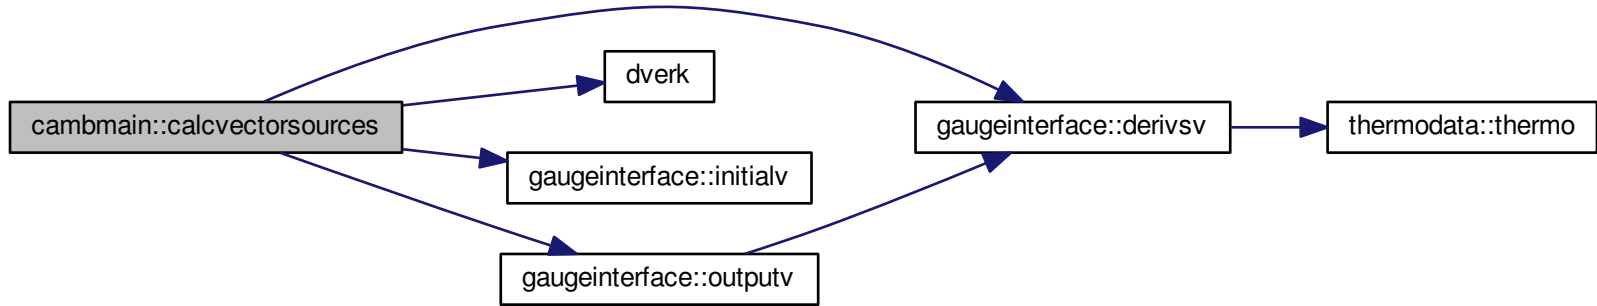 dverk
cambmain::calcvectorsources
gaugeinterface::derivsv
thermodata::thermo
gaugeinterface::initialv
gaugeinterface::outputv